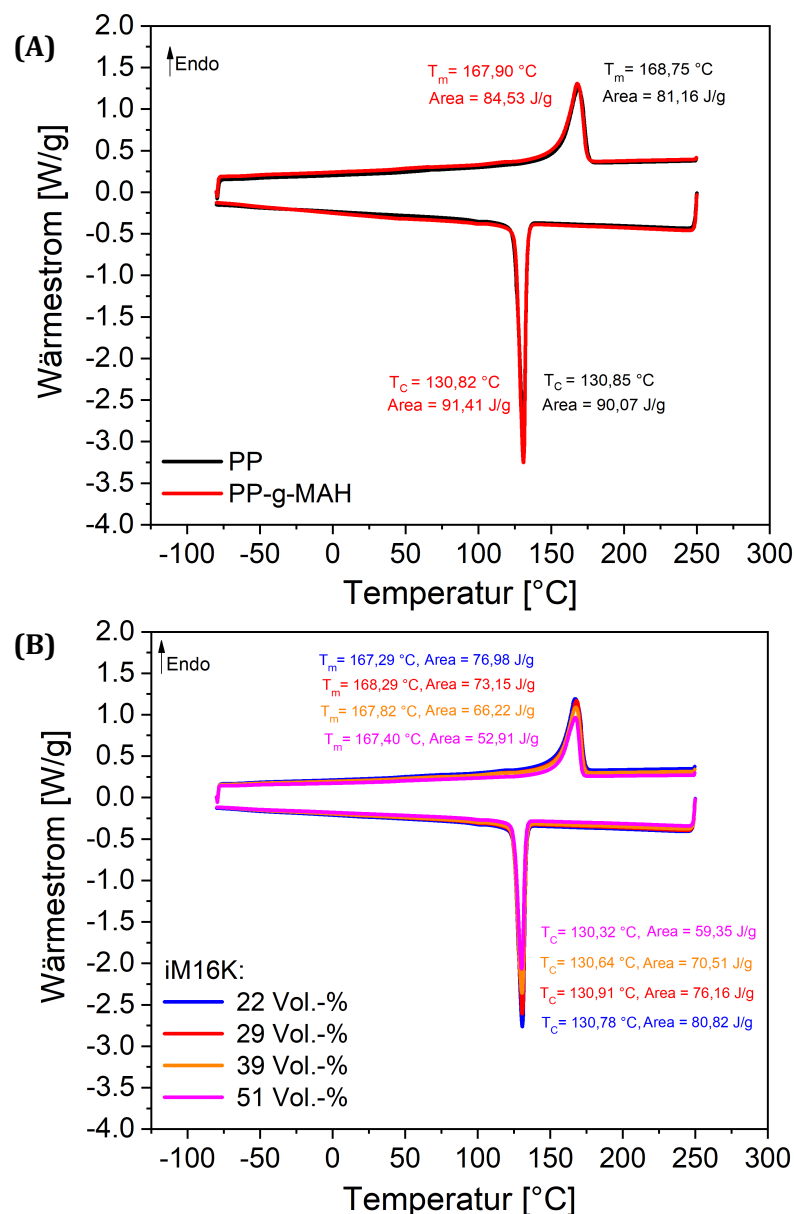 (A)
2.0
1.5
1.0
0.5
0.0
-0.5
-1.0
-1.5
-2.0
-2.5
-3.0
-3.5
-4.0
Wärmestrom [W/g]
Endo
Tm = 167,90 °C
Area = 84,53 J/g
Tm = 168,75 °C
Area = 81,16 J/g
TC = 130,82 °C
Area = 91,41 J/g
TC = 130,85 °C
Area = 90,07 J/g
PP
PP-g-MAH
-100 -50 0 50 100 150 200 250 300
Temperatur [°C]
(B)
2.0
1.5
1.0
0.5
0.0
-0.5
-1.0
-1.5
-2.0
-2.5
-3.0
-3.5
-4.0
Wärmestrom [W/g]
Endo
Tm= 167,29 °C, Area = 76,98 J/g
Tm= 168,29 °C, Area = 73,15 J/g
Tm= 167,82 °C, Area = 66,22 J/g
Tm= 167,40 °C, Area = 52,91 J/g
TC= 130,32 °C, Area = 59,35 J/g
TC= 130,64 °C, Area = 70,51 J/g
TC= 130,91 °C, Area = 76,16 J/g
TC= 130,78 °C, Area = 80,82 J/g
iM16K:
22 Vol.-%
29 Vol.-%
39 Vol.-%
51 Vol.-%
-100 -50 0 50 100 150 200 250 300
Temperatur [°C]